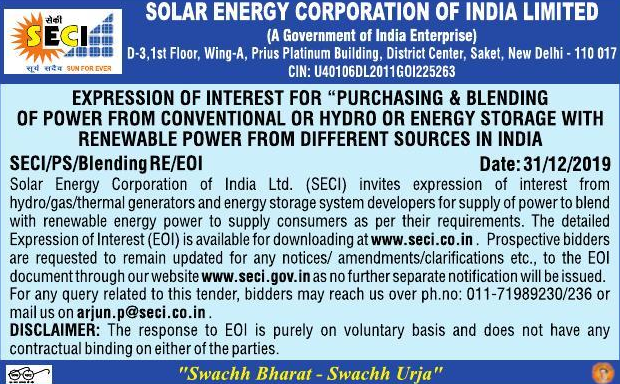 सेकी
SECI
सूर्य सदैव SUN FOR EVER
SOLAR ENERGY CORPORATION OF INDIA LIMITED
(A Government of India Enterprise)
D-3,1st Floor, Wing-A, Prius Platinum Building, District Center, Saket, New Delhi - 110 017
CIN: U40106DL2011GOI225263
EXPRESSION OF INTEREST FOR “PURCHASING & BLENDING
OF POWER FROM CONVENTIONAL OR HYDRO OR ENERGY STORAGE WITH
RENEWABLE POWER FROM DIFFERENT SOURCES IN INDIA
SECI/PS/BlendingRE/EOI Date: 31/12/2019
Solar Energy Corporation of India Ltd. (SECI) invites expression of interest from
hydro/gas/thermal generators and energy storage system developers for supply of power to blend
with renewable energy power to supply consumers as per their requirements. The detailed
Expression of Interest (EOI) is available for downloading at www.seci.co.in . Prospective bidders
are requested to remain updated for any notices/ amendments/clarifications etc., to the EOI
document through our website www.seci.gov.in as no further separate notification will be issued.
For any query related to this tender, bidders may reach us over ph.no: 011-71989230/236 or
mail us on arjun.p@seci.co.in .
DISCLAIMER: The response to EOI is purely on voluntary basis and does not have any
contractual binding on either of the parties.
"Swachh Bharat - Swachh Urja"